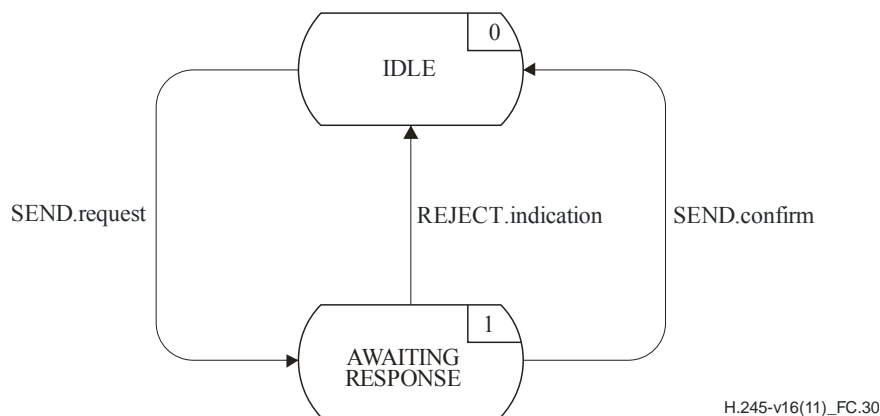 0
IDLE
SEND.request
REJECT.indication
SEND.confirm
1
AWAITING
RESPONSE
H.245-v16(11)_FC.30